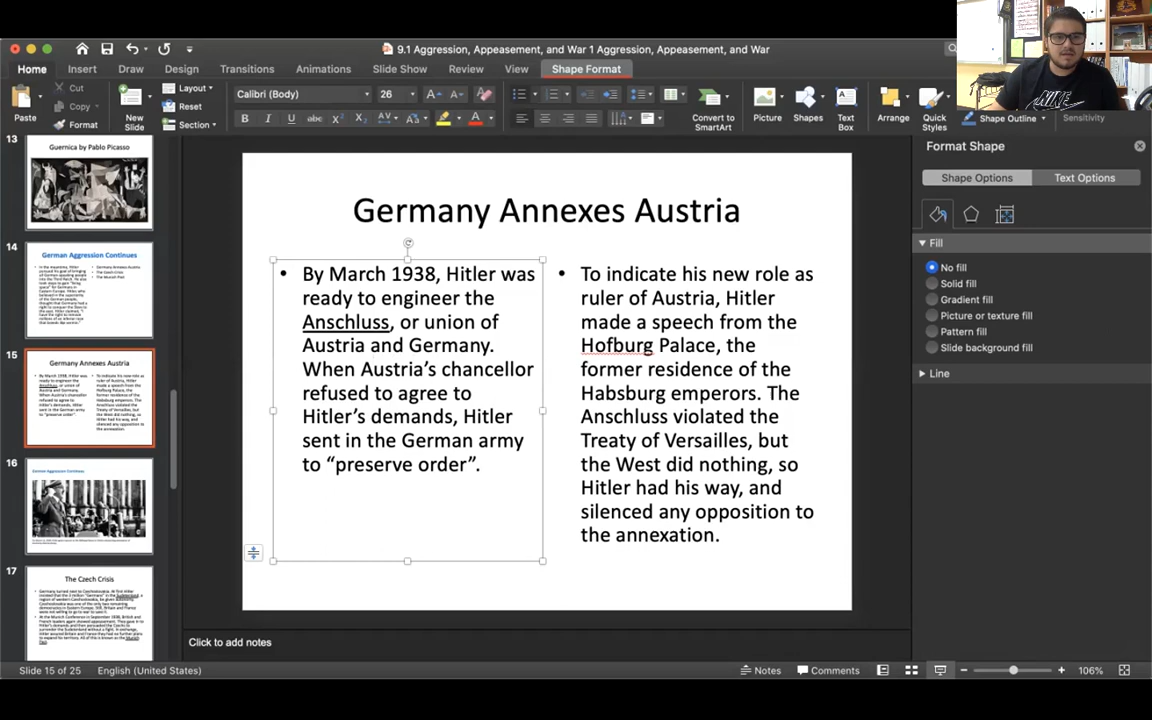 9.1 Aggression, Appeasement, and War 1 Aggression, Appeasement, and War
Home Insert Draw Design Transitions Animations Slide Show Review View Shape Format
Paste
Cut
Copy
Format
New Slide
Layout
Reset
Section
Calibri (Body) 26
Convert to SmartArt
Picture
Shapes
Text Box
Arrange
Quick Styles
Shape Outline
Sensitivity
13
Guernica by Pablo Picasso
14
German Aggression Continues
15
Germany Annexes Austria
16
German Aggression Continues
17
The Czech Crisis
Germany Annexes Austria
• By March 1938, Hitler was
ready to engineer the
Anschluss, or union of
Austria and Germany.
When Austria’s chancellor
refused to agree to
Hitler’s demands, Hitler
sent in the German army
to “preserve order”.
• To indicate his new role as
ruler of Austria, Hitler
made a speech from the
Hofburg Palace, the
former residence of the
Habsburg emperors. The
Anschluss violated the
Treaty of Versailles, but
the West did nothing, so
Hitler had his way, and
silenced any opposition to
the annexation.
Format Shape
Shape Options Text Options
Fill
No fill
Solid fill
Gradient fill
Picture or texture fill
Pattern fill
Slide background fill
Line
NIKE
Click to add notes
Slide 15 of 25 English (United States) Notes Comments 106%